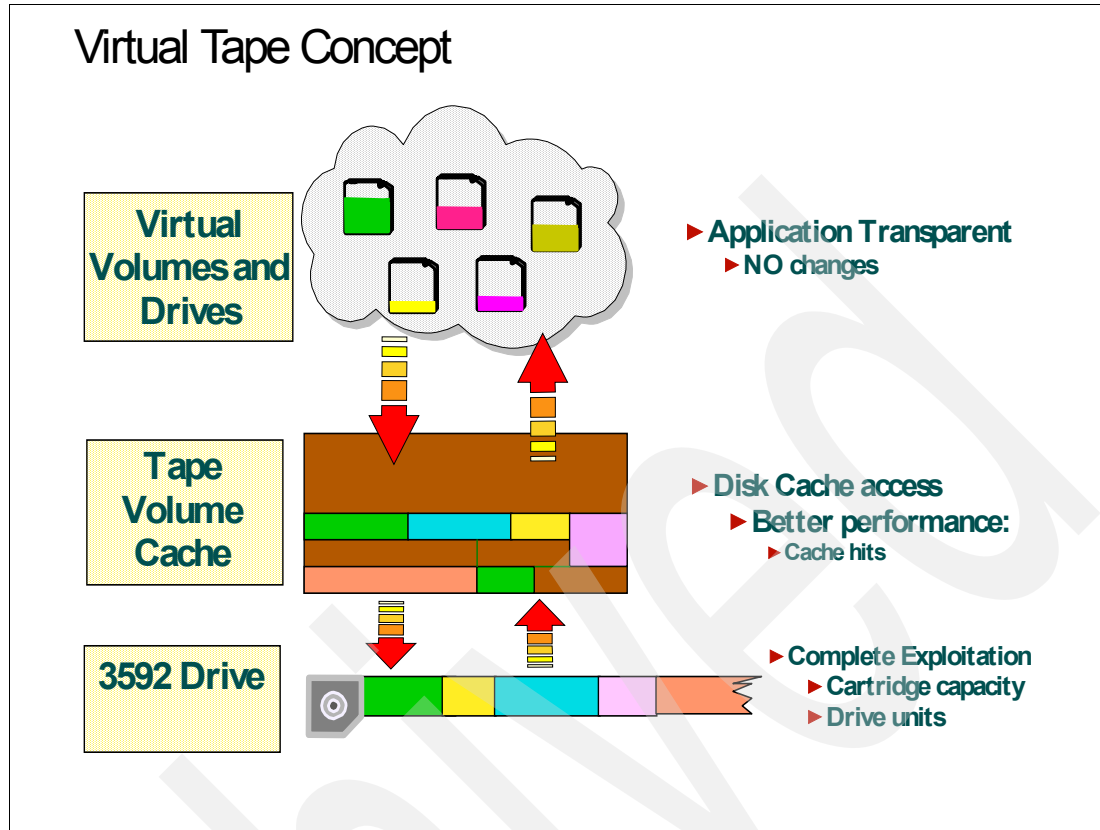 Virtual Tape Concept
Virtual
Volumes and
Drives
Application Transparent
NO changes
Tape
Volume
Cache
Disk Cache access
Better performance:
Cache hits
3592 Drive
Complete Exploitation
Cartridge capacity
Drive units